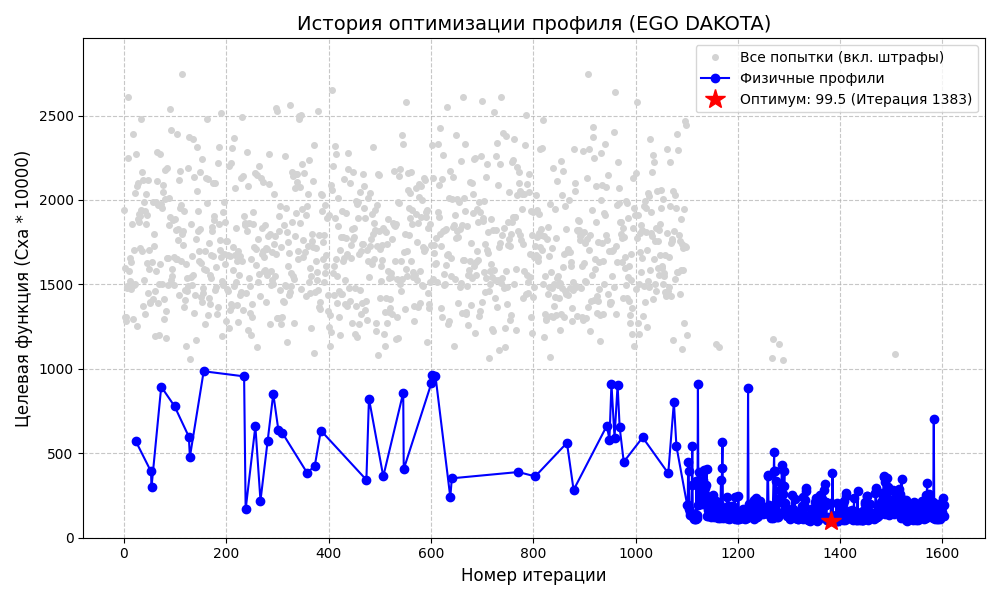 История оптимизации профиля (EGO DAKOTA)
Все попытки (вкл. штрафы)
Физичные профили
Оптимум: 99.5 (Итерация 1383)
Целевая функция (Cxa * 10000)
2500
2000
1500
1000
500
0
0 200 400 600 800 1000 1200 1400 1600
Номер итерации